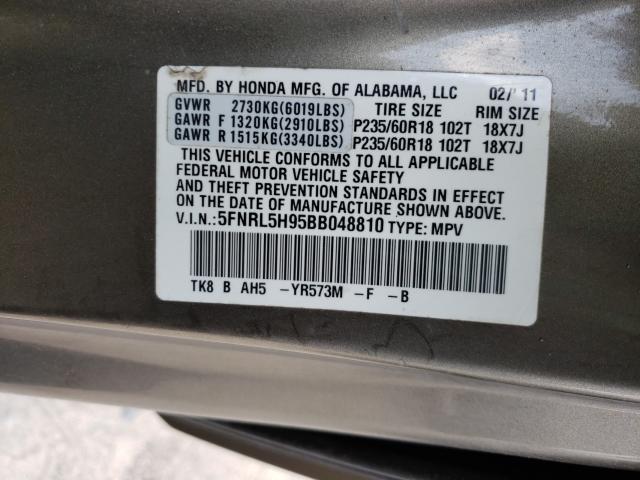 MFD. BY HONDA MFG. OF ALABAMA, LLC 02/'11
GVWR 2730KG(6019LBS) TIRE SIZE RIM SIZE
GAWR F 1320KG(2910LBS) P235/60R18 102T 18X7J
GAWR R 1515KG(3340LBS) P235/60R18 102T 18X7J
THIS VEHICLE CONFORMS TO ALL APPLICABLE
FEDERAL MOTOR VEHICLE SAFETY
AND THEFT PREVENTION STANDARDS IN EFFECT
ON THE DATE OF MANUFACTURE SHOWN ABOVE.
V.I.N.: 5FNRL5H95BB048810 TYPE: MPV
TK8 B AH5 -YR573M -F -B